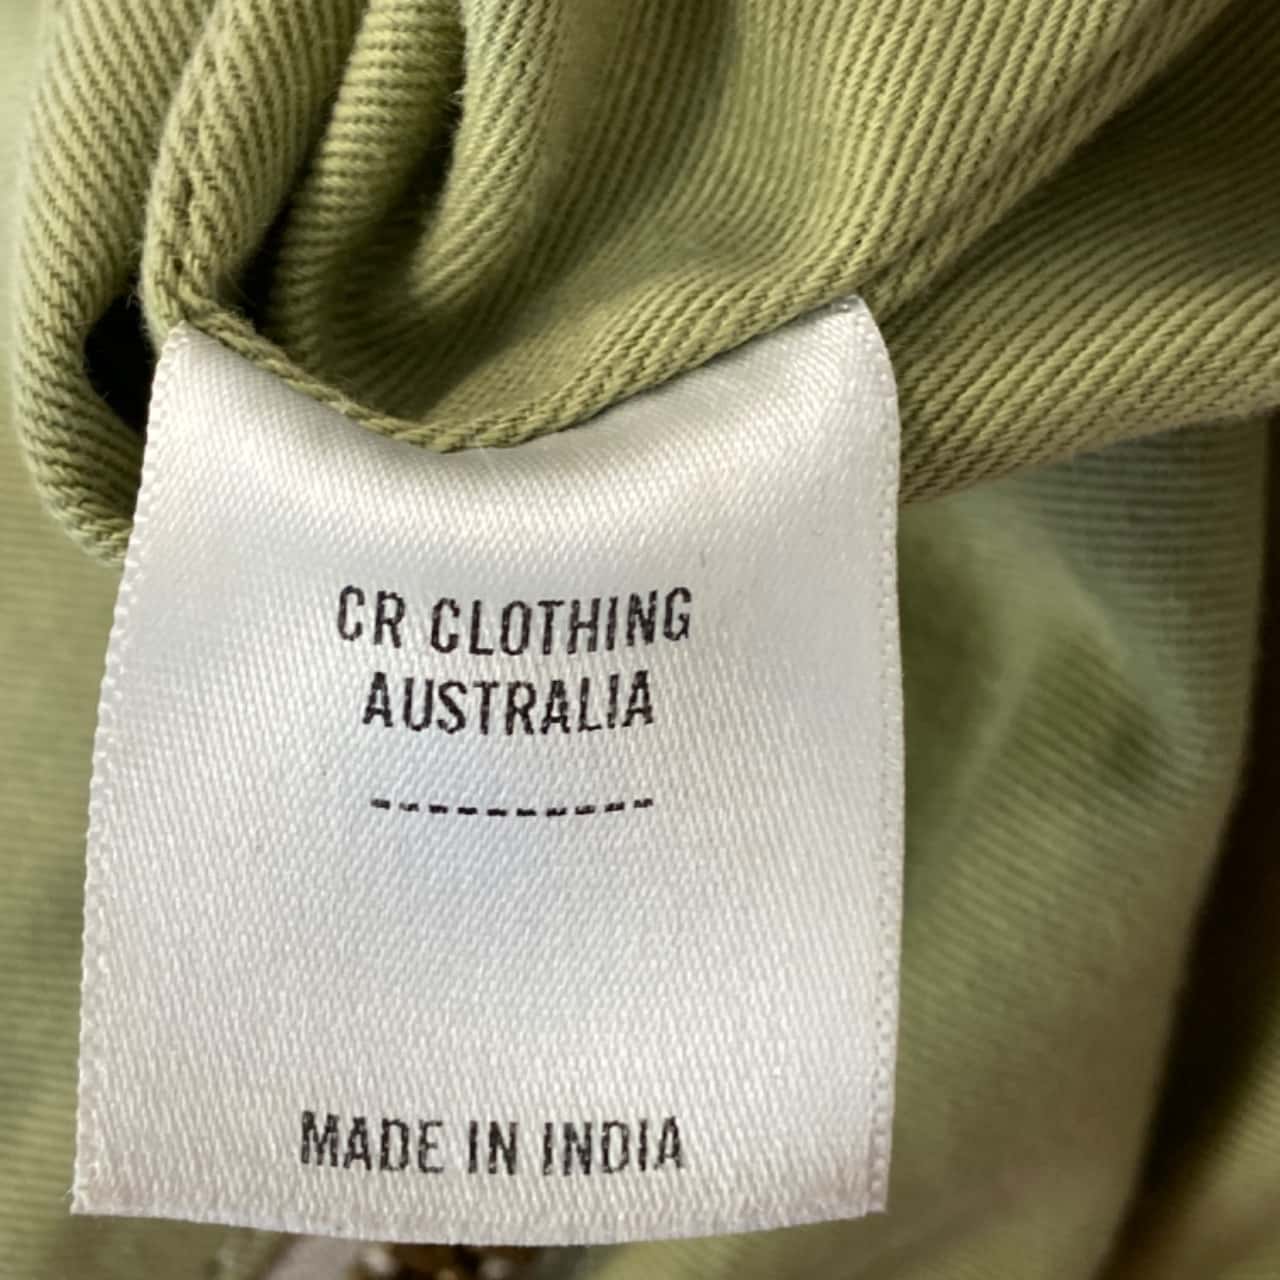 CR CLOTHING
AUSTRALIA
----------
MADE IN INDIA